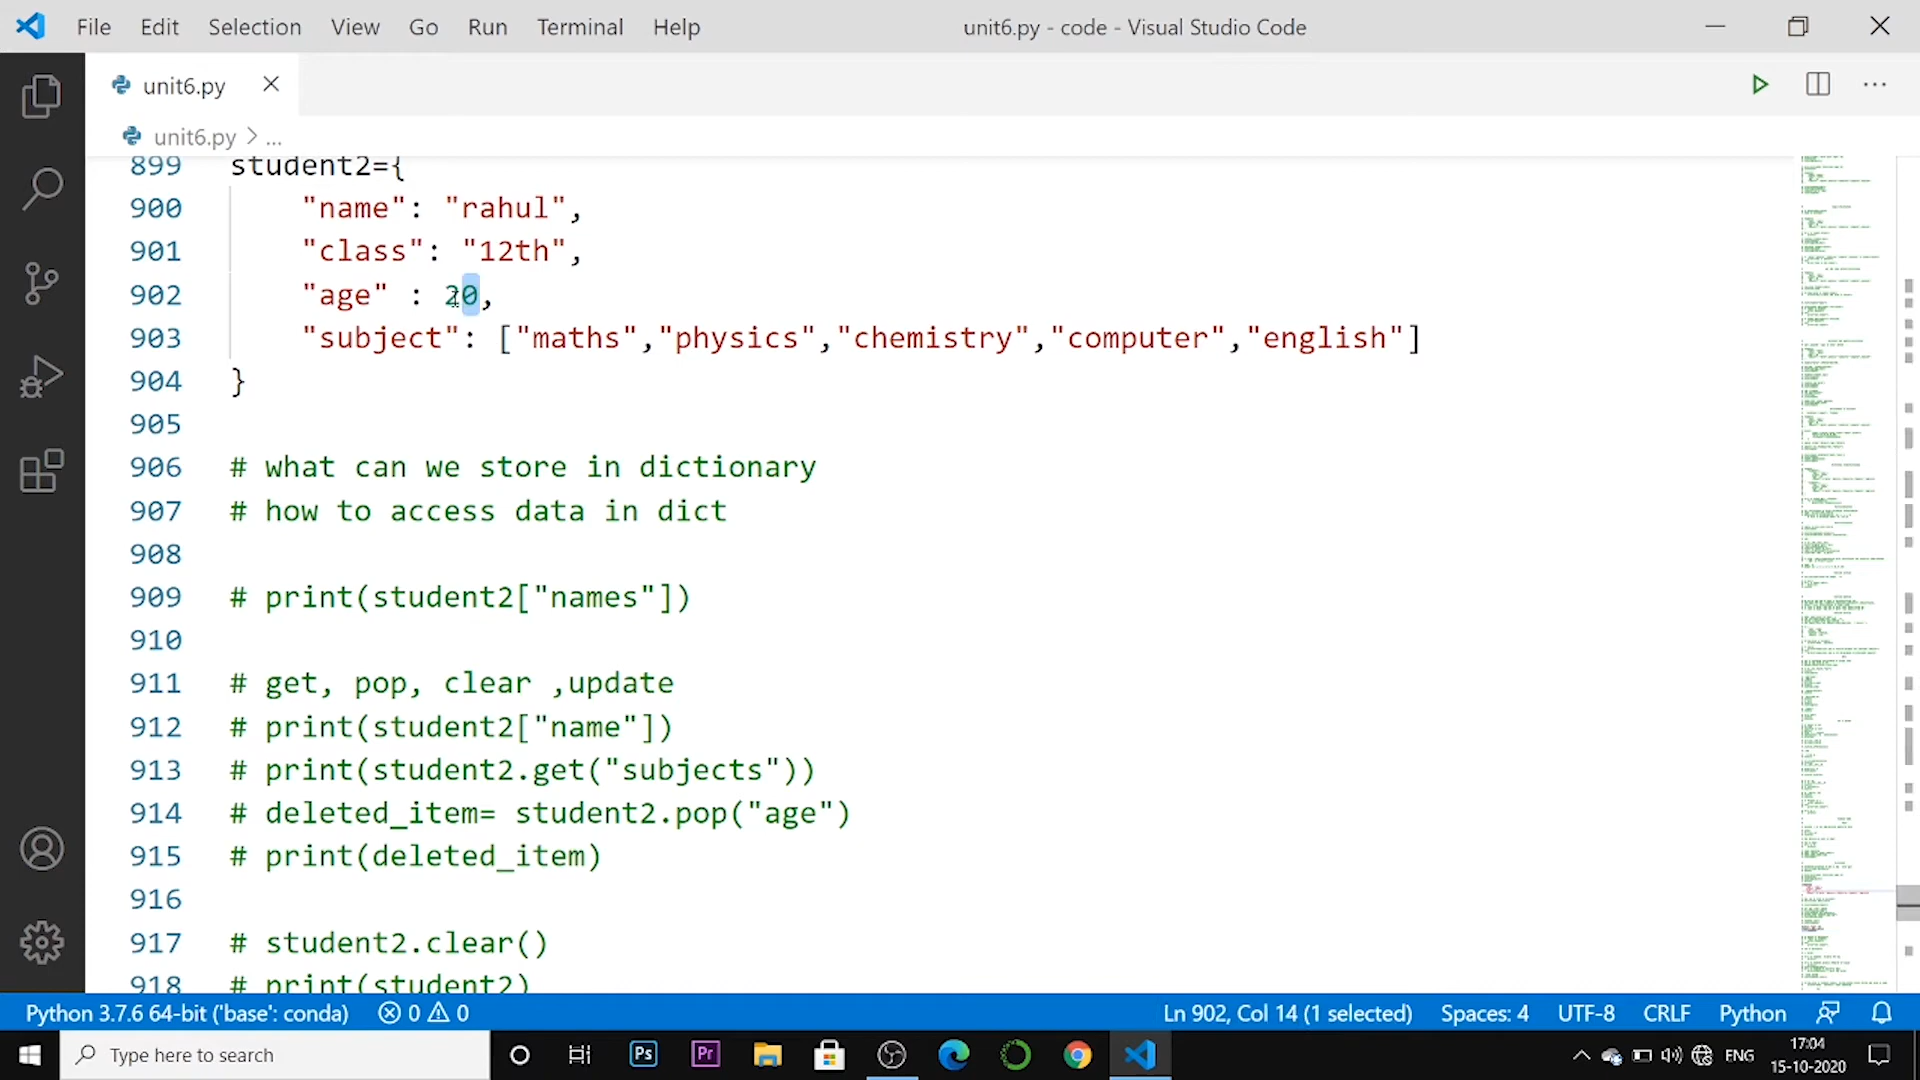 File Edit Selection View Go Run Terminal Help unit6.py - code - Visual Studio Code
unit6.py
unit6.py > ...
899 student2={
900 "name": "rahul",
901 "class": "12th",
902 "age" : 20,
903 "subject": ["maths","physics","chemistry","computer","english"]
904 }
905
906 # what can we store in dictionary
907 # how to access data in dict
908
909 # print(student2["names"])
910
911 # get, pop, clear ,update
912 # print(student2["name"])
913 # print(student2.get("subjects"))
914 # deleted_item= student2.pop("age")
915 # print(deleted_item)
916
917 # student2.clear()
918 # print(student2)
Python 3.7.6 64-bit ('base': conda) 0 0 Ln 902, Col 14 (1 selected) Spaces: 4 UTF-8 CRLF Python
Type here to search Ps Pr ENG 17:04
15-10-2020